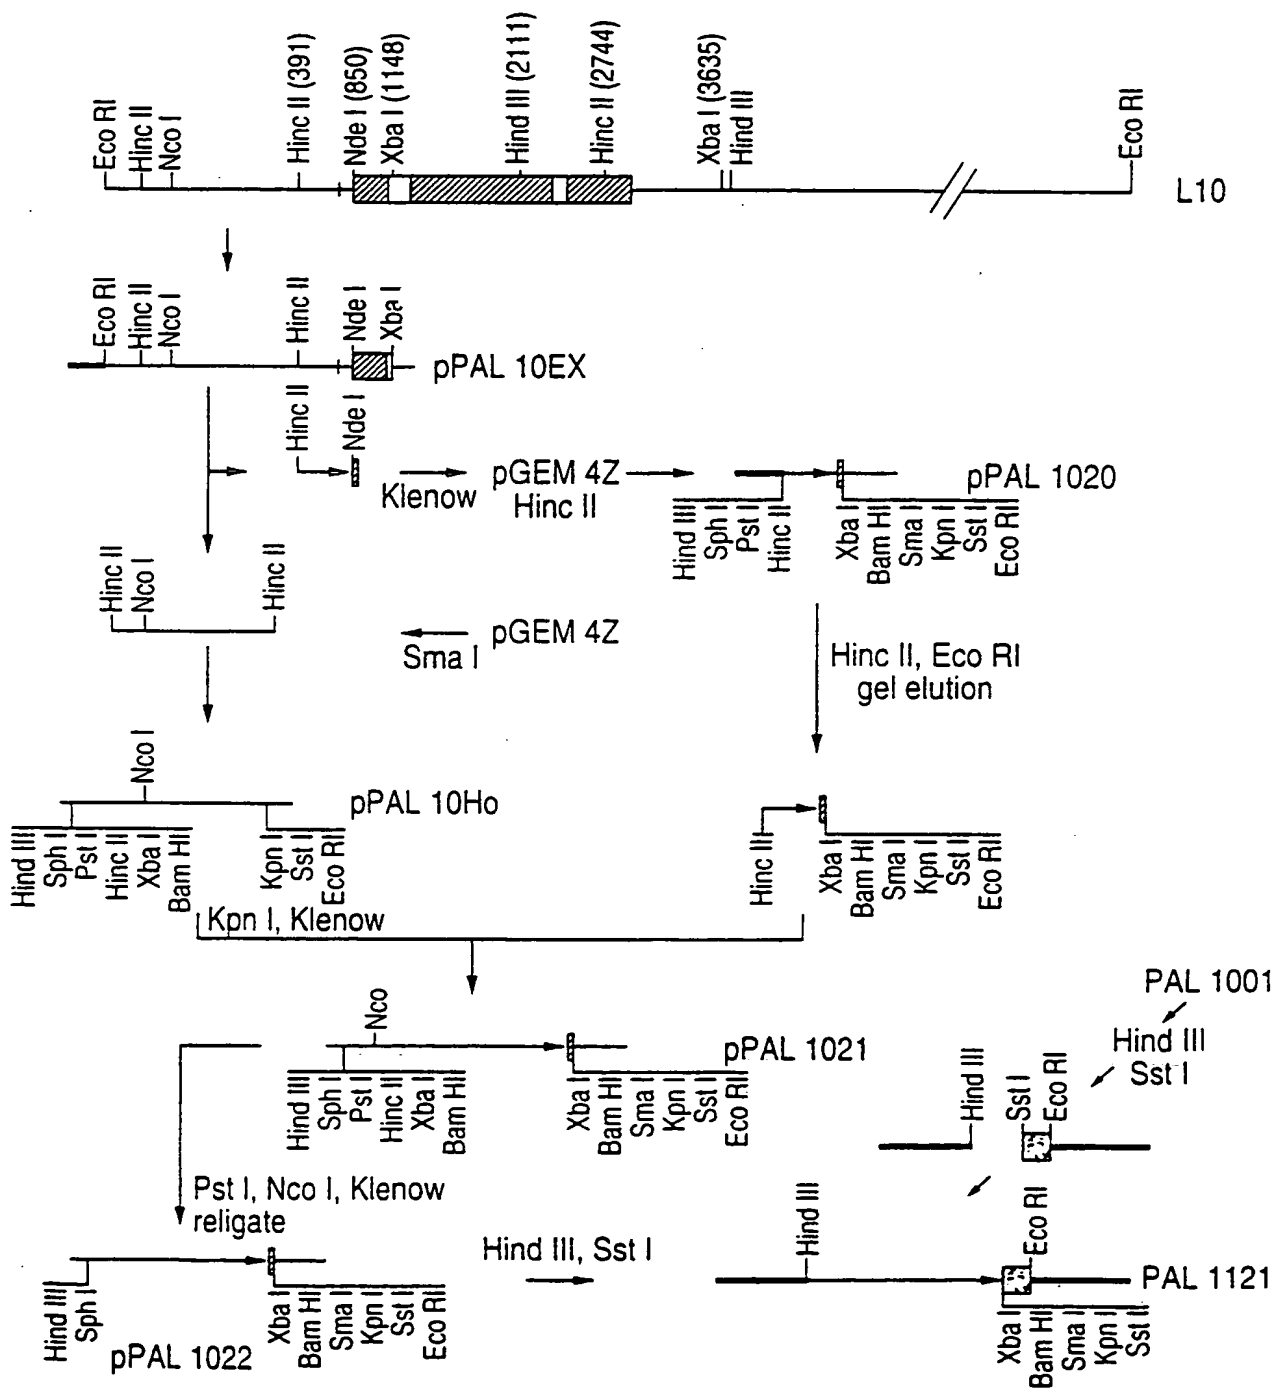 Eco RI
Hinc II
Nco I
Hinc II (391)
Nde I (850)
Xba I (1148)
Hind III (2111)
Hinc II (2744)
Xba I (3635)
Hind III
Eco RI
L10
Eco RI
Hinc II
Nco I
Hinc II
Nde I
Xba I
pPAL 10EX
Hinc II
Nde I
Klenow
pGEM 4Z
Hinc II
pPAL 1020
Hind III
Sph I
Pst I
Hinc II
Xba I
Bam HI
Sma I
Kpn I
Sst I
Eco RI
Hinc II
Nco I
Hinc II
pGEM 4Z
Sma I
Hinc II, Eco RI
gel elution
Nco I
pPAL 10Ho
Hind III
Sph I
Pst I
Hinc II
Xba I
Bam HI
Kpn I
Sst I
Eco RI
Hinc II
Xba I
Bam HI
Sma I
Kpn I
Sst I
Eco RI
Kpn I, Klenow
PAL 1001
Hind III
Sst I
Nco
pPAL 1021
Hind III
Sph I
Pst I
Hinc II
Xba I
Bam HI
Xba I
Bam HI
Sma I
Kpn I
Sst I
Eco RI
Hind III
Sst I
Eco RI
Pst I, Nco I, Klenow
religate
Hind III, Sst I
Hind III
Eco RI
PAL 1121
Hind III
Sph I
Xba I
Bam HI
Sma I
Kpn I
Sst I
Eco RI
pPAL 1022
Xba I
Bam HI
Sma I
Kpn I
Sst II